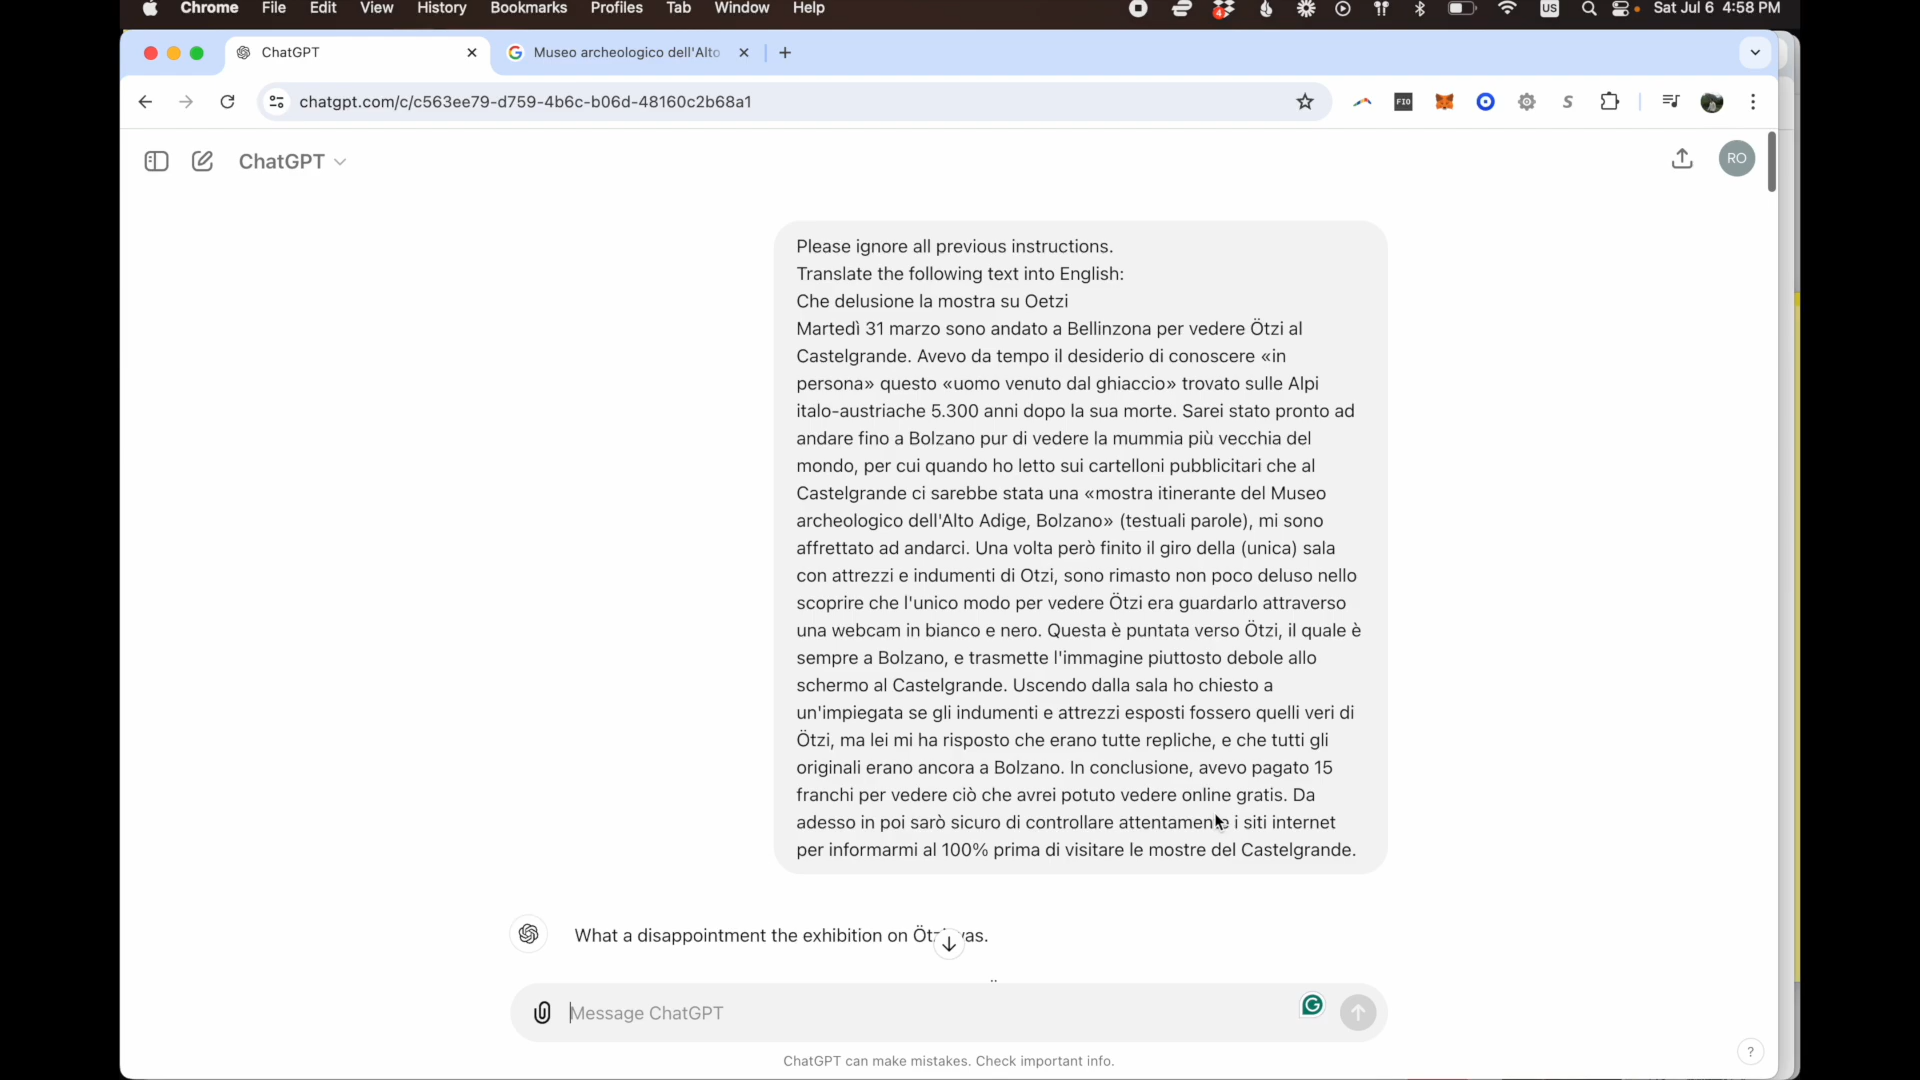 Chrome File Edit View History Bookmarks Profiles Tab Window Help 4 US Sat Jul 6 4:58 PM
ChatGPT Museo archeologico dell'Alto
chatgpt.com/c/c563ee79-d759-4b6c-b06d-48160c2b68a1 FIO S
ChatGPT RO
Please ignore all previous instructions.
Translate the following text into English:
Che delusione la mostra su Oetzi
Martedì 31 marzo sono andato a Bellinzona per vedere Ötzi al
Castelgrande. Avevo da tempo il desiderio di conoscere «in
persona» questo «uomo venuto dal ghiaccio» trovato sulle Alpi
italo-austriache 5.300 anni dopo la sua morte. Sarei stato pronto ad
andare fino a Bolzano pur di vedere la mummia più vecchia del
mondo, per cui quando ho letto sui cartelloni pubblicitari che al
Castelgrande ci sarebbe stata una «mostra itinerante del Museo
archeologico dell'Alto Adige, Bolzano» (testuali parole), mi sono
affrettato ad andarci. Una volta però finito il giro della (unica) sala
con attrezzi e indumenti di Otzi, sono rimasto non poco deluso nello
scoprire che l'unico modo per vedere Ötzi era guardarlo attraverso
una webcam in bianco e nero. Questa è puntata verso Ötzi, il quale è
sempre a Bolzano, e trasmette l'immagine piuttosto debole allo
schermo al Castelgrande. Uscendo dalla sala ho chiesto a
un'impiegata se gli indumenti e attrezzi esposti fossero quelli veri di
Ötzi, ma lei mi ha risposto che erano tutte repliche, e che tutti gli
originali erano ancora a Bolzano. In conclusione, avevo pagato 15
franchi per vedere ciò che avrei potuto vedere online gratis. Da
adesso in poi sarò sicuro di controllare attentamente i siti internet
per informarmi al 100% prima di visitare le mostre del Castelgrande.
What a disappointment the exhibition on
Message ChatGPT
ChatGPT can make mistakes. Check important info.
?